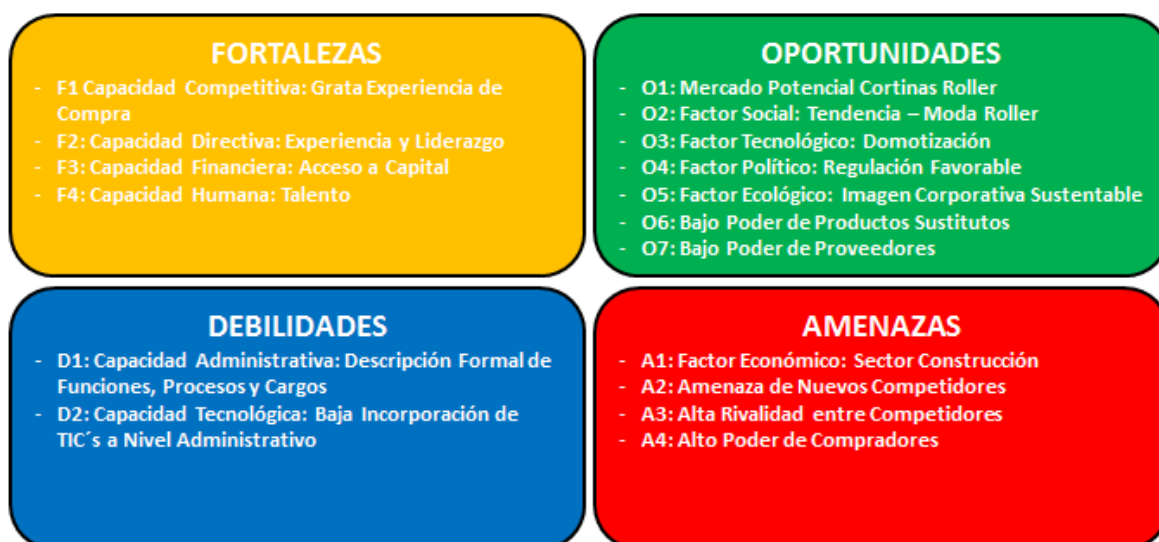 FORTALEZAS
- F1 Capacidad Competitiva: Grata Experiencia de
Compra
- F2: Capacidad Directiva: Experiencia y Liderazgo
- F3: Capacidad Financiera: Acceso a Capital
- F4: Capacidad Humana: Talento
OPORTUNIDADES
- O1: Mercado Potencial Cortinas Roller
- O2: Factor Social: Tendencia – Moda Roller
- O3: Factor Tecnológico: Domotización
- O4: Factor Político: Regulación Favorable
- O5: Factor Ecológico: Imagen Corporativa Sustentable
- O6: Bajo Poder de Productos Sustitutos
- O7: Bajo Poder de Proveedores
DEBILIDADES
- D1: Capacidad Administrativa: Descripción Formal de
Funciones, Procesos y Cargos
- D2: Capacidad Tecnológica: Baja Incorporación de
TIC´s a Nivel Administrativo
AMENAZAS
- A1: Factor Económico: Sector Construcción
- A2: Amenaza de Nuevos Competidores
- A3: Alta Rivalidad entre Competidores
- A4: Alto Poder de Compradores